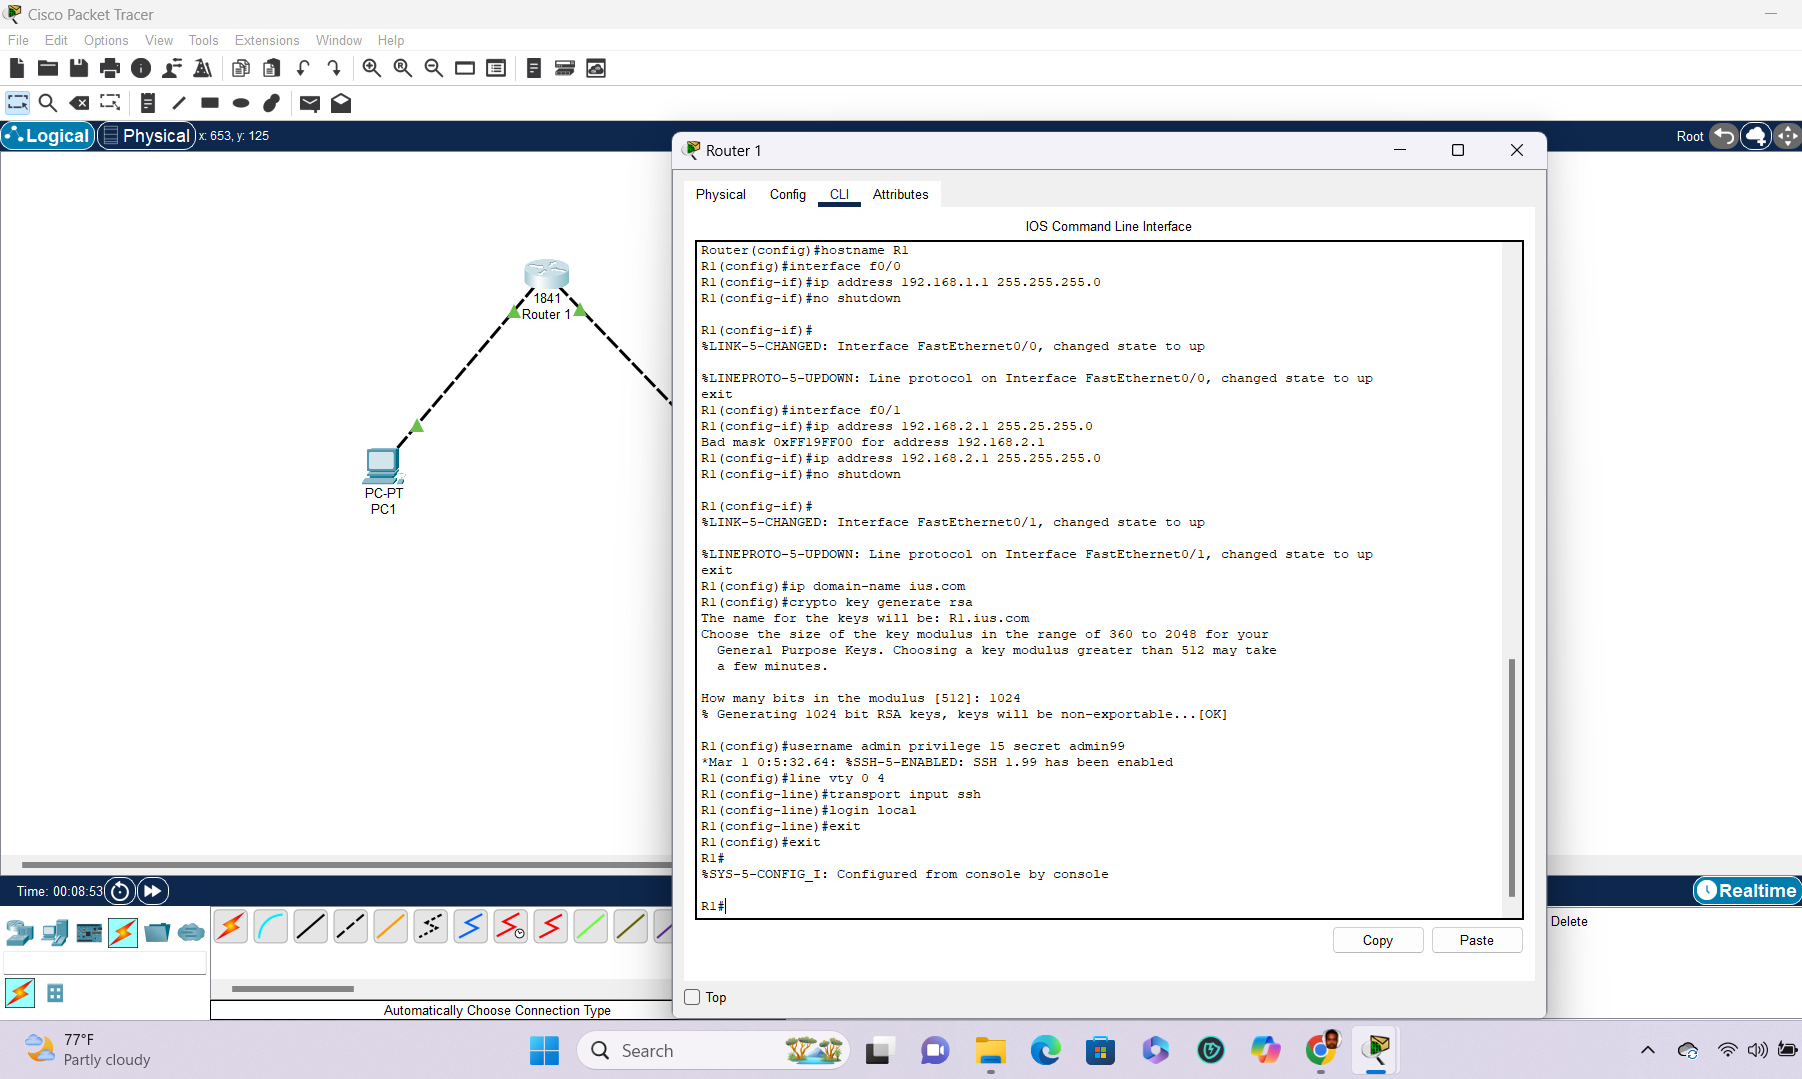 Cisco Packet Tracer
File Edit Options View Tools Extensions Window Help
Logical Physical x: 653, y: 125
Root
1841
Router 1
PC-PT
PC1
Router 1
Physical Config CLI Attributes
IOS Command Line Interface
Router(config)#hostname R1
R1(config)#interface f0/0
R1(config-if)#ip address 192.168.1.1 255.255.255.0
R1(config-if)#no shutdown
R1(config-if)#
%LINK-5-CHANGED: Interface FastEthernet0/0, changed state to up
%LINEPROTO-5-UPDOWN: Line protocol on Interface FastEthernet0/0, changed state to up
exit
R1(config)#interface f0/1
R1(config-if)#ip address 192.168.2.1 255.25.255.0
Bad mask 0xFF19FF00 for address 192.168.2.1
R1(config-if)#ip address 192.168.2.1 255.255.255.0
R1(config-if)#no shutdown
R1(config-if)#
%LINK-5-CHANGED: Interface FastEthernet0/1, changed state to up
%LINEPROTO-5-UPDOWN: Line protocol on Interface FastEthernet0/1, changed state to up
exit
R1(config)#ip domain-name ius.com
R1(config)#crypto key generate rsa
The name for the keys will be: R1.ius.com
Choose the size of the key modulus in the range of 360 to 2048 for your
General Purpose Keys. Choosing a key modulus greater than 512 may take
a few minutes.
How many bits in the modulus [512]: 1024
% Generating 1024 bit RSA keys, keys will be non-exportable...[OK]
R1(config)#username admin privilege 15 secret admin99
*Mar 1 0:5:32.64: %SSH-5-ENABLED: SSH 1.99 has been enabled
R1(config)#line vty 0 4
R1(config-line)#transport input ssh
R1(config-line)#login local
R1(config-line)#exit
R1(config)#exit
R1#
%SYS-5-CONFIG_I: Configured from console by console
R1#
Copy Paste
Top
Time: 00:08:53
Realtime
Delete
Automatically Choose Connection Type
77°F
Partly cloudy
Search